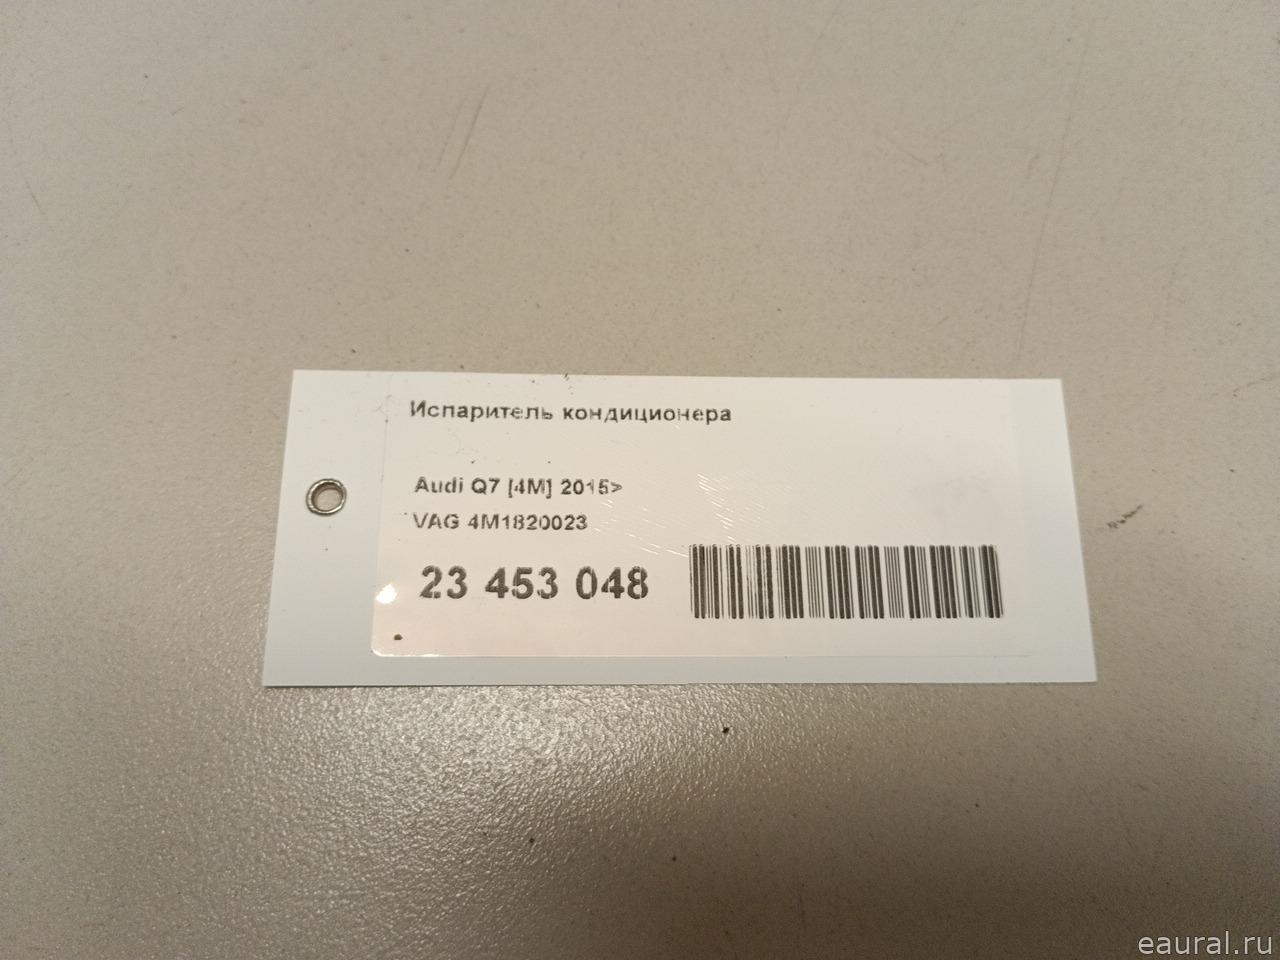 Испаритель кондиционера
Audi Q7 [4M] 2015>
VAG 4M1820023
23 453 048
eaural.ru